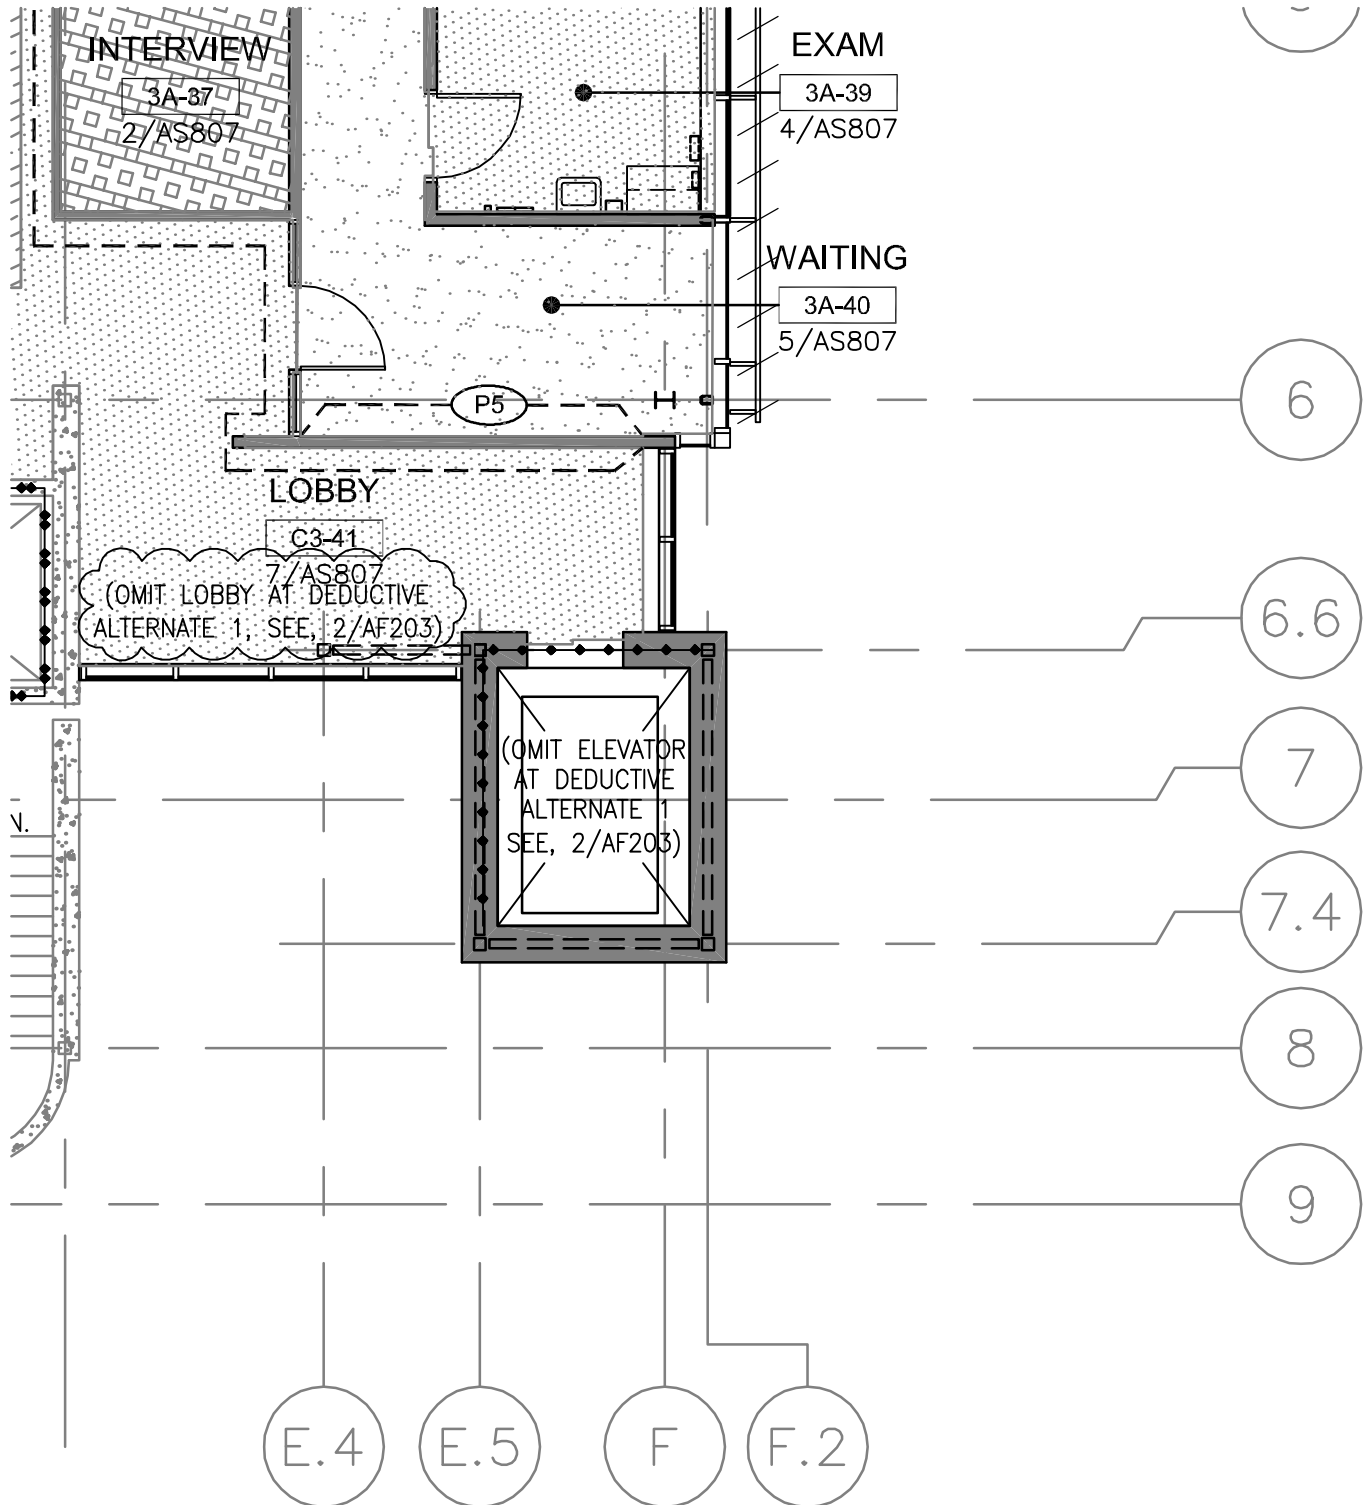 INTERVIEW
3A-37
2/AS807
EXAM
3A-39
4/AS807
WAITING
3A-40
5/AS807
P5
6
LOBBY
C3-41
7/AS807
(OMIT LOBBY AT DEDUCTIVE
ALTERNATE 1, SEE, 2/AF203)
6.6
(OMIT ELEVATOR
AT DEDUCTIVE
ALTERNATE 1
SEE, 2/AF203)
7
N.
7.4
8
9
E.4
E.5
F
F.2